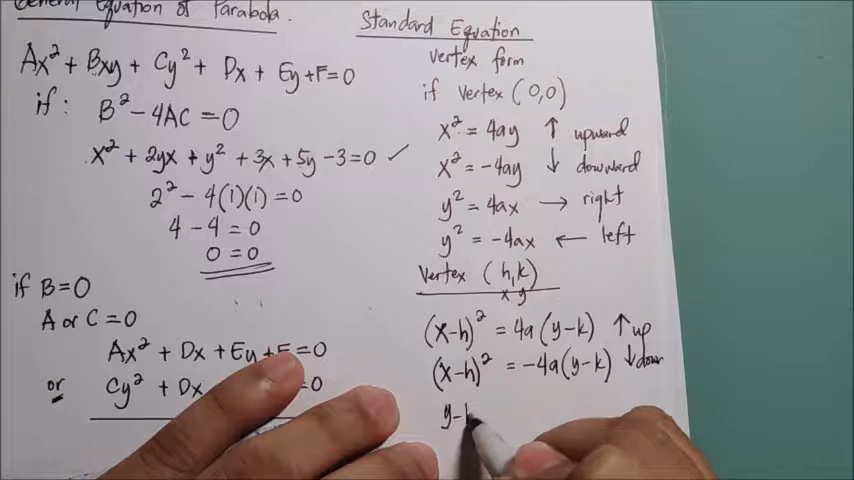 General Equation of Parabola.
Ax² + Bxy + Cy² + Dx + Ey + F = 0
if: B² - 4AC = 0
x² + 2yx + y² + 3x + 5y - 3 = 0 ✓
2² - 4(1)(1) = 0
4 - 4 = 0
0 = 0
if B = 0
A or C = 0
Ax² + Dx + Ey + F = 0
or Cy² + Dx = 0
Standard Equation
Vertex form
if Vertex (0,0)
x² = 4ay ↑ upward
x² = -4ay ↓ downward
y² = 4ax → right
y² = -4ax ← left
Vertex (h,k)
x y
(x-h)² = 4a(y-k) ↑ up
(x-h)² = -4a(y-k) ↓ down
y-